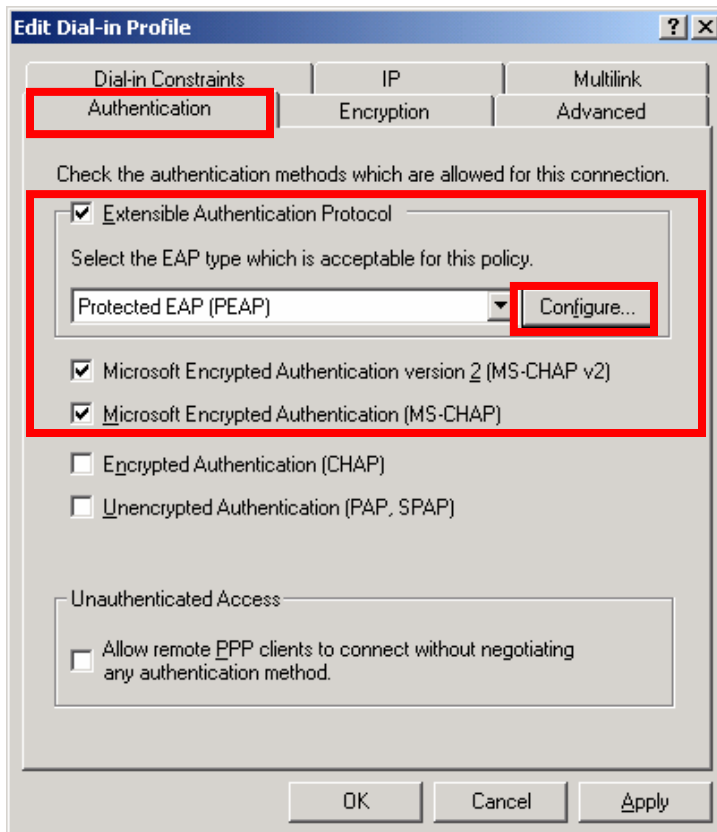 Edit Dial-in Profile
Dial-in Constraints IP Multilink
Authentication Encryption Advanced
Check the authentication methods which are allowed for this connection.
Extensible Authentication Protocol
Select the EAP type which is acceptable for this policy.
Protected EAP (PEAP) Configure...
Microsoft Encrypted Authentication version 2 (MS-CHAP v2)
Microsoft Encrypted Authentication (MS-CHAP)
Encrypted Authentication (CHAP)
Unencrypted Authentication (PAP, SPAP)
Unauthenticated Access
Allow remote PPP clients to connect without negotiating
any authentication method.
OK Cancel Apply